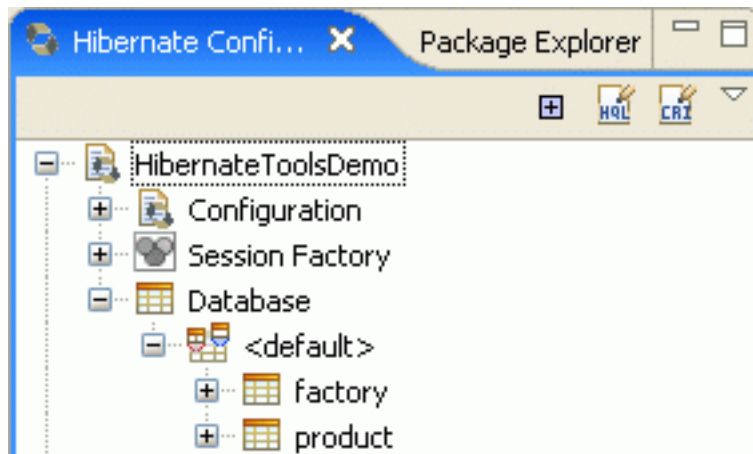 Hibernate Confi... Package Explorer
HQL CRI
HibernateToolsDemo
Configuration
Session Factory
Database
<default>
factory
product